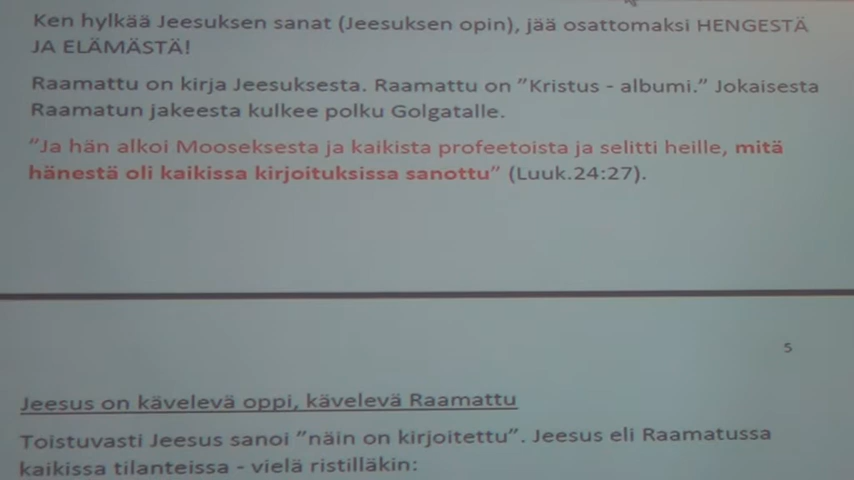 Ken hylkää Jeesuksen sanat (Jeesuksen opin), jää osattomaksi HENGESTÄ
JA ELÄMÄSTÄ!
Raamattu on kirja Jeesuksesta. Raamattu on ”Kristus - albumi.” Jokaisesta
Raamatun jakeesta kulkee polku Golgatalle.
”Ja hän alkoi Mooseksesta ja kaikista profeetoista ja selitti heille, mitä
hänestä oli kaikissa kirjoituksissa sanottu” (Luuk.24:27).
5
Jeesus on kävelevä oppi, kävelevä Raamattu
Toistuvasti Jeesus sanoi ”näin on kirjoitettu”. Jeesus eli Raamatussa
kaikissa tilanteissa - vielä ristilläkin: